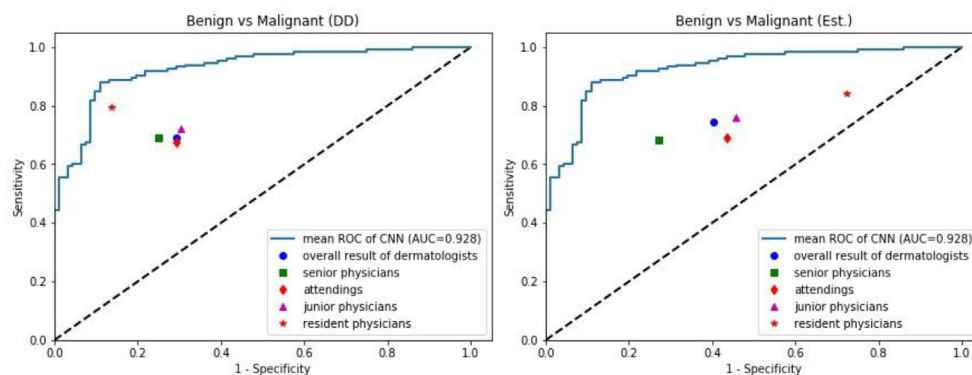 Benign vs Malignant (DD)
1.0
0.8
0.6
0.4
0.2
0.0
Sensitivity
mean ROC of CNN (AUC=0.928)
overall result of dermatologists
senior physicians
attendings
junior physicians
resident physicians
0.0 0.2 0.4 0.6 0.8 1.0
1 - Specificity
Benign vs Malignant (Est.)
1.0
0.8
0.6
0.4
0.2
0.0
Sensitivity
mean ROC of CNN (AUC=0.928)
overall result of dermatologists
senior physicians
attendings
junior physicians
resident physicians
0.0 0.2 0.4 0.6 0.8 1.0
1 - Specificity